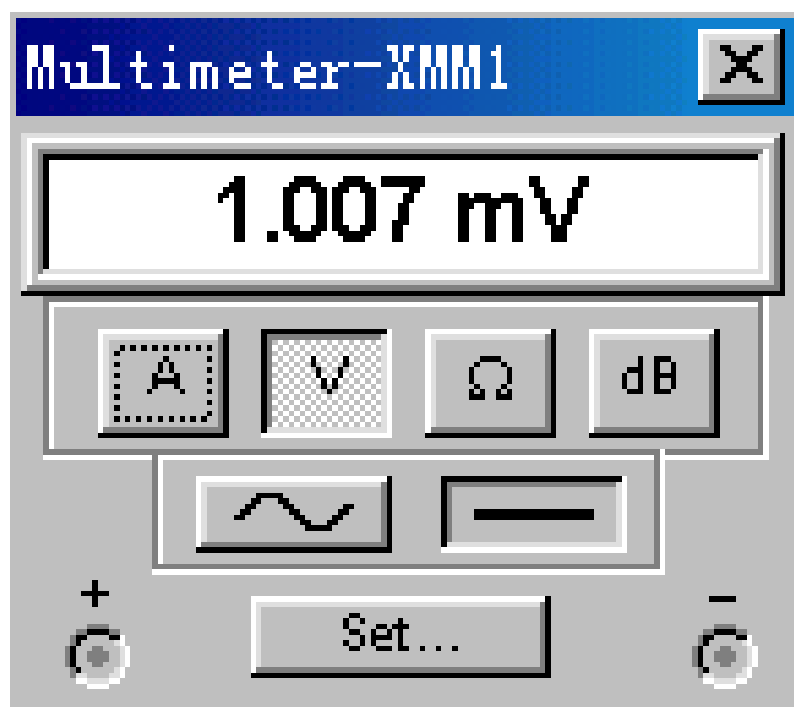 Multimeter-XMM1
1.007 mV
A V Ω dB
+ −
Set...